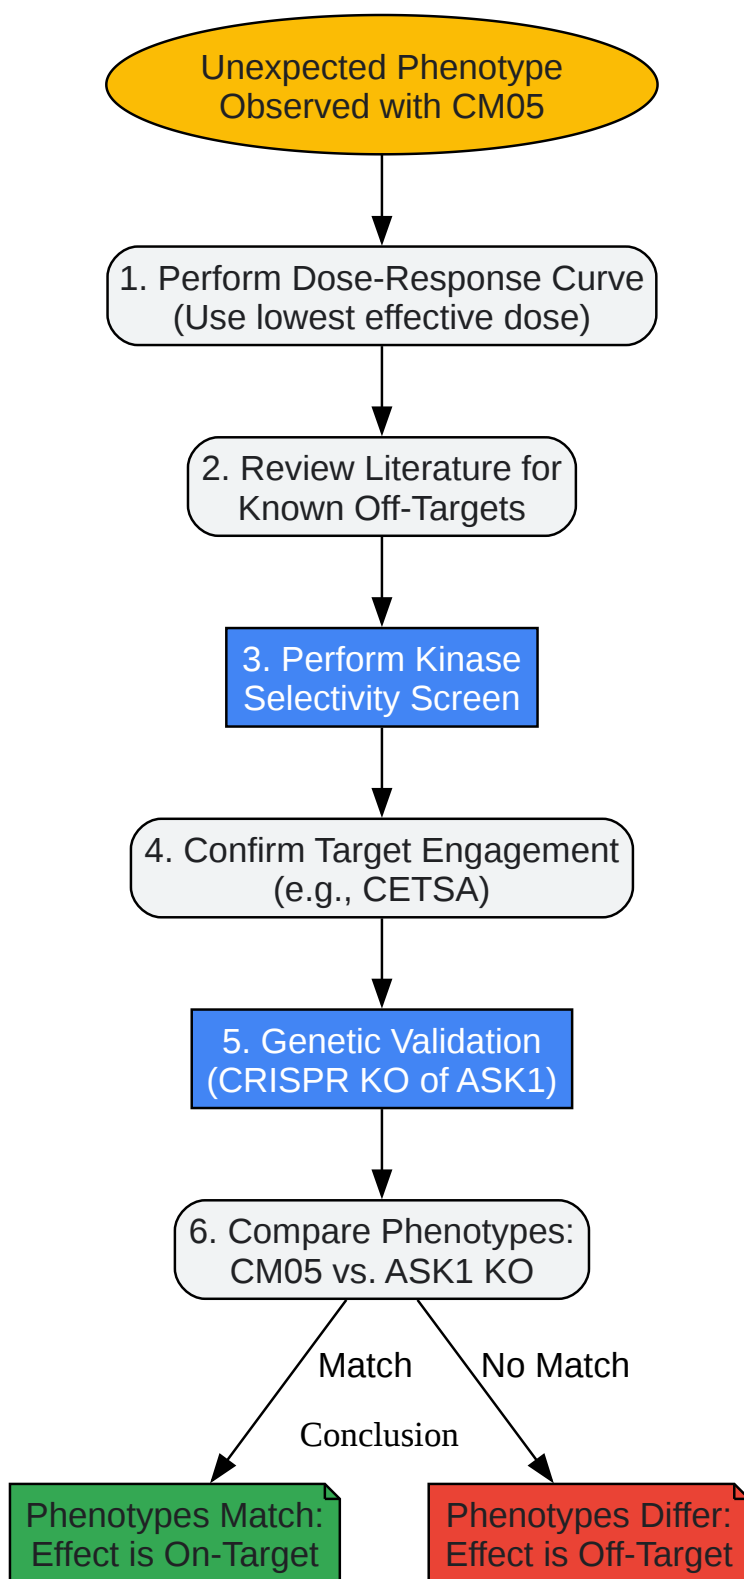 Unexpected Phenotype
Observed with CM05
1. Perform Dose-Response Curve
(Use lowest effective dose)
2. Review Literature for
Known Off-Targets
3. Perform Kinase
Selectivity Screen
4. Confirm Target Engagement
(e.g., CETSA)
5. Genetic Validation
(CRISPR KO of ASK1)
6. Compare Phenotypes:
CM05 vs. ASK1 KO
Match
No Match
Conclusion
Phenotypes Match:
Effect is On-Target
Phenotypes Differ:
Effect is Off-Target